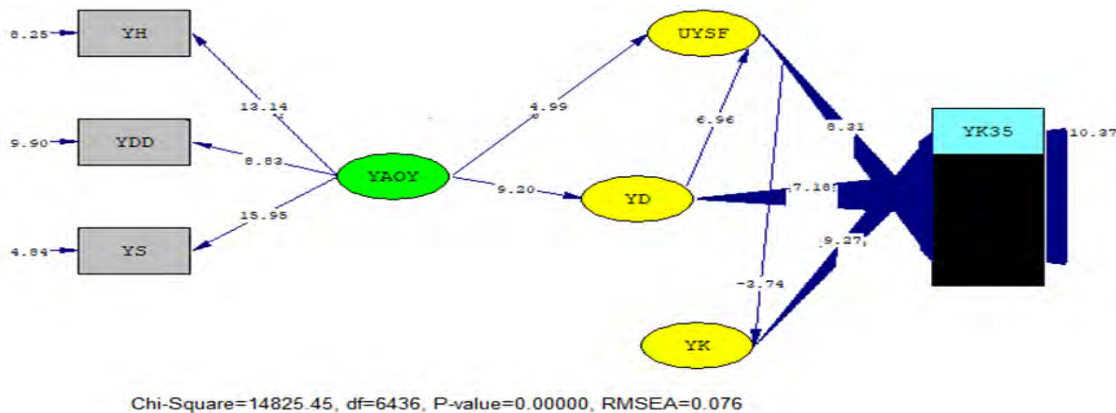 YH
8.25
YDD
9.90
YS
4.84
13.14
8.83
15.95
YAOY
4.99
9.20
UYSF
6.96
YD
8.31
7.18
9.27
-3.74
YK
YK35
10.37
Chi-Square=14825.45, df=6436, P-value=0.00000, RMSEA=0.076